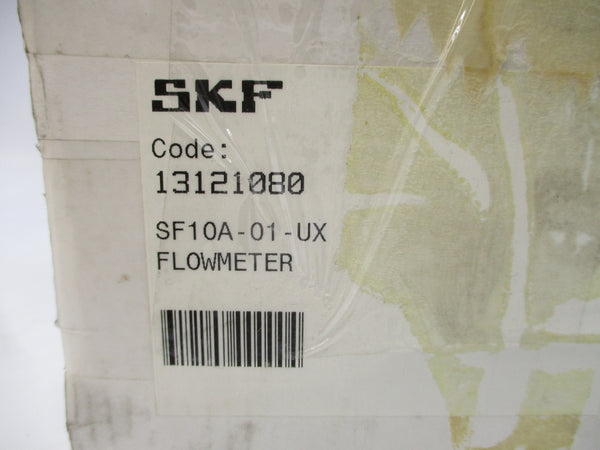 SKF
Code:
13121080
SF10A-01-UX
FLOWMETER